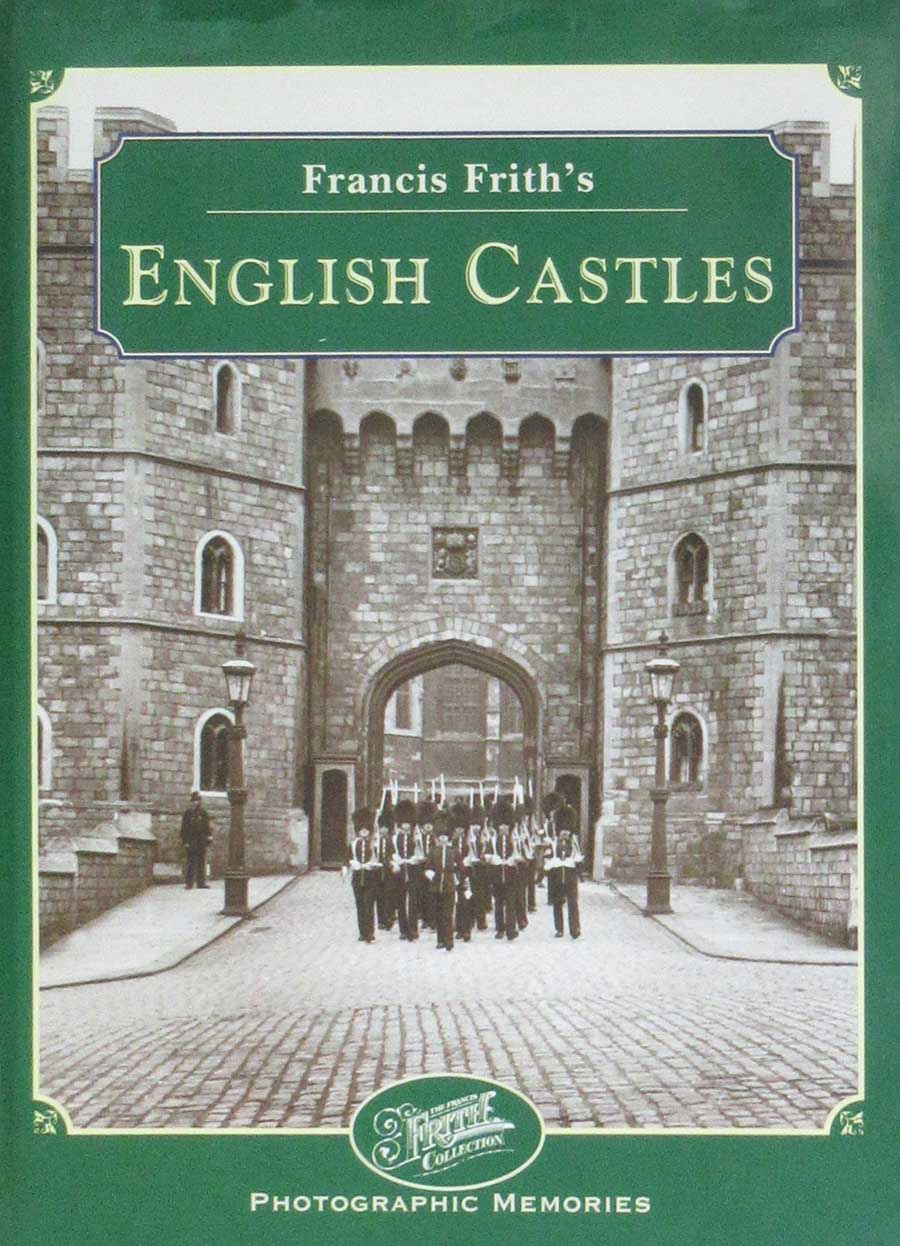 Francis Frith's
ENGLISH CASTLES
THE FRANCIS
FRITH
COLLECTION
PHOTOGRAPHIC MEMORIES